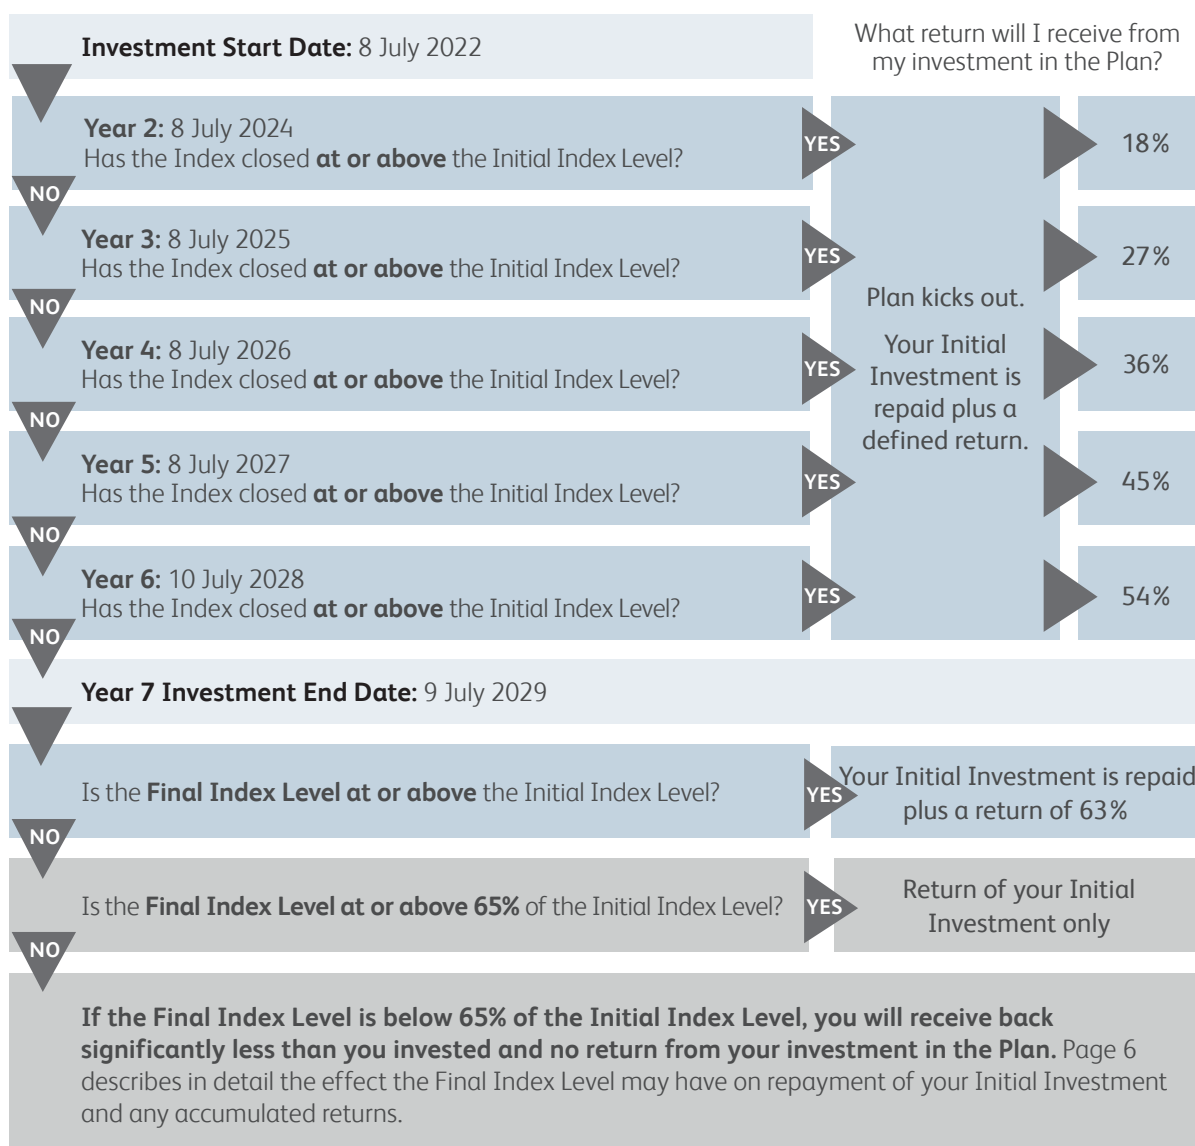 Investment Start Date: 8 July 2022
What return will I receive from
my investment in the Plan?
Year 2: 8 July 2024
Has the Index closed at or above the Initial Index Level?
YES
18%
NO
Year 3: 8 July 2025
Has the Index closed at or above the Initial Index Level?
YES
27%
NO
Year 4: 8 July 2026
Has the Index closed at or above the Initial Index Level?
YES
36%
NO
Year 5: 8 July 2027
Has the Index closed at or above the Initial Index Level?
YES
45%
NO
Year 6: 10 July 2028
Has the Index closed at or above the Initial Index Level?
YES
54%
Plan kicks out.
Your Initial
Investment is
repaid plus a
defined return.
NO
Year 7 Investment End Date: 9 July 2029
Is the Final Index Level at or above the Initial Index Level?
YES
Your Initial Investment is repaid
plus a return of 63%
NO
Is the Final Index Level at or above 65% of the Initial Index Level?
YES
Return of your Initial
Investment only
NO
If the Final Index Level is below 65% of the Initial Index Level, you will receive back
significantly less than you invested and no return from your investment in the Plan. Page 6
describes in detail the effect the Final Index Level may have on repayment of your Initial Investment
and any accumulated returns.